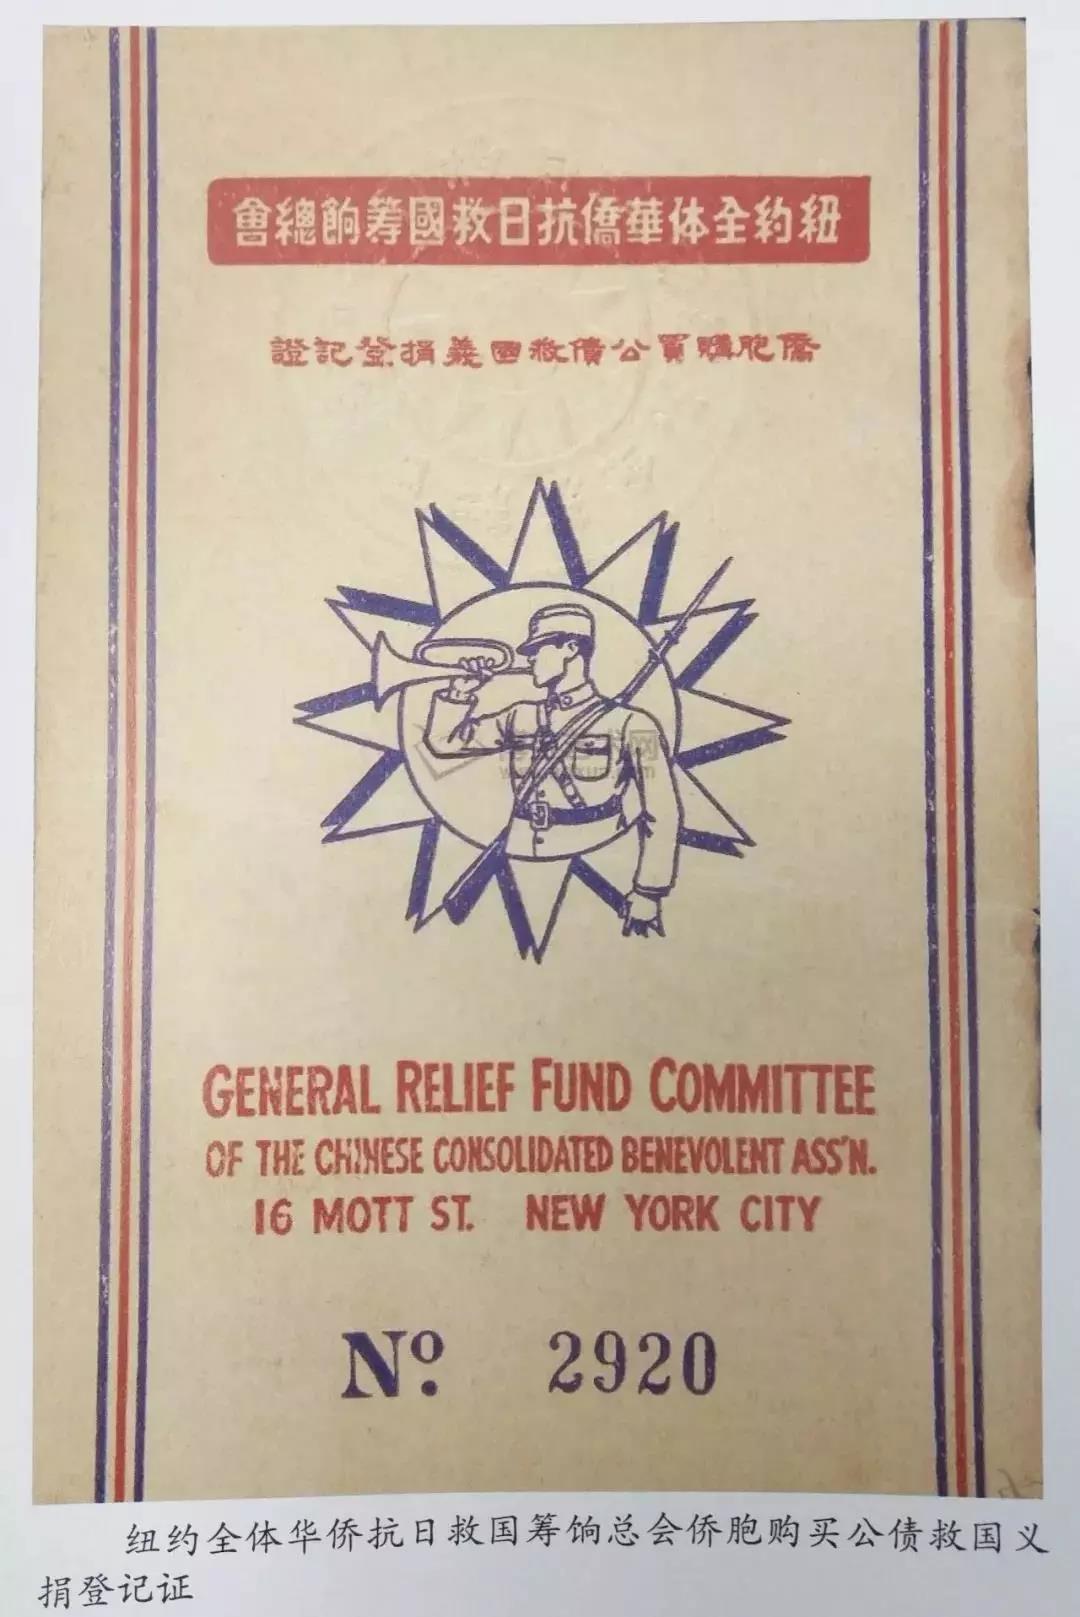 紐約全体華僑抗日救國籌餉總會
僑胞購買公債救國義捐登記證
GENERAL RELIEF FUND COMMITTEE
OF THE CHINESE CONSOLIDATED BENEVOLENT ASS'N.
16 MOTT ST. NEW YORK CITY
No. 2920
纽约全体华侨抗日救国筹饷总会侨胞购买公债救国义
捐登记证